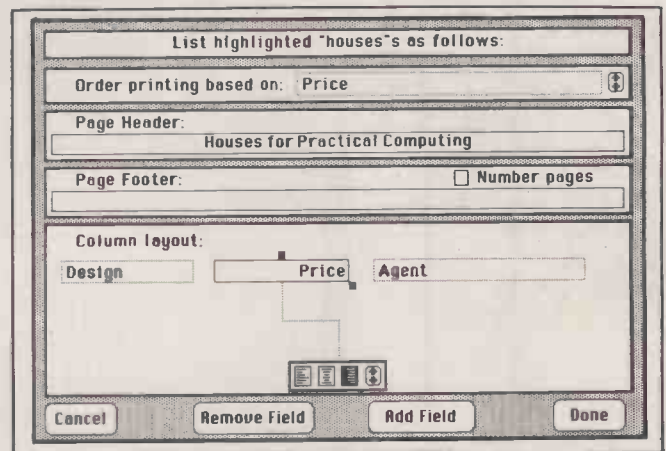 List highlighted "houses"s as follows:
Order printing based on: Price
Page Header:
Houses for Practical Computing
Page Footer: Number pages
Column layout:
Design Price Agent
Cancel Remove Field Add Field Done